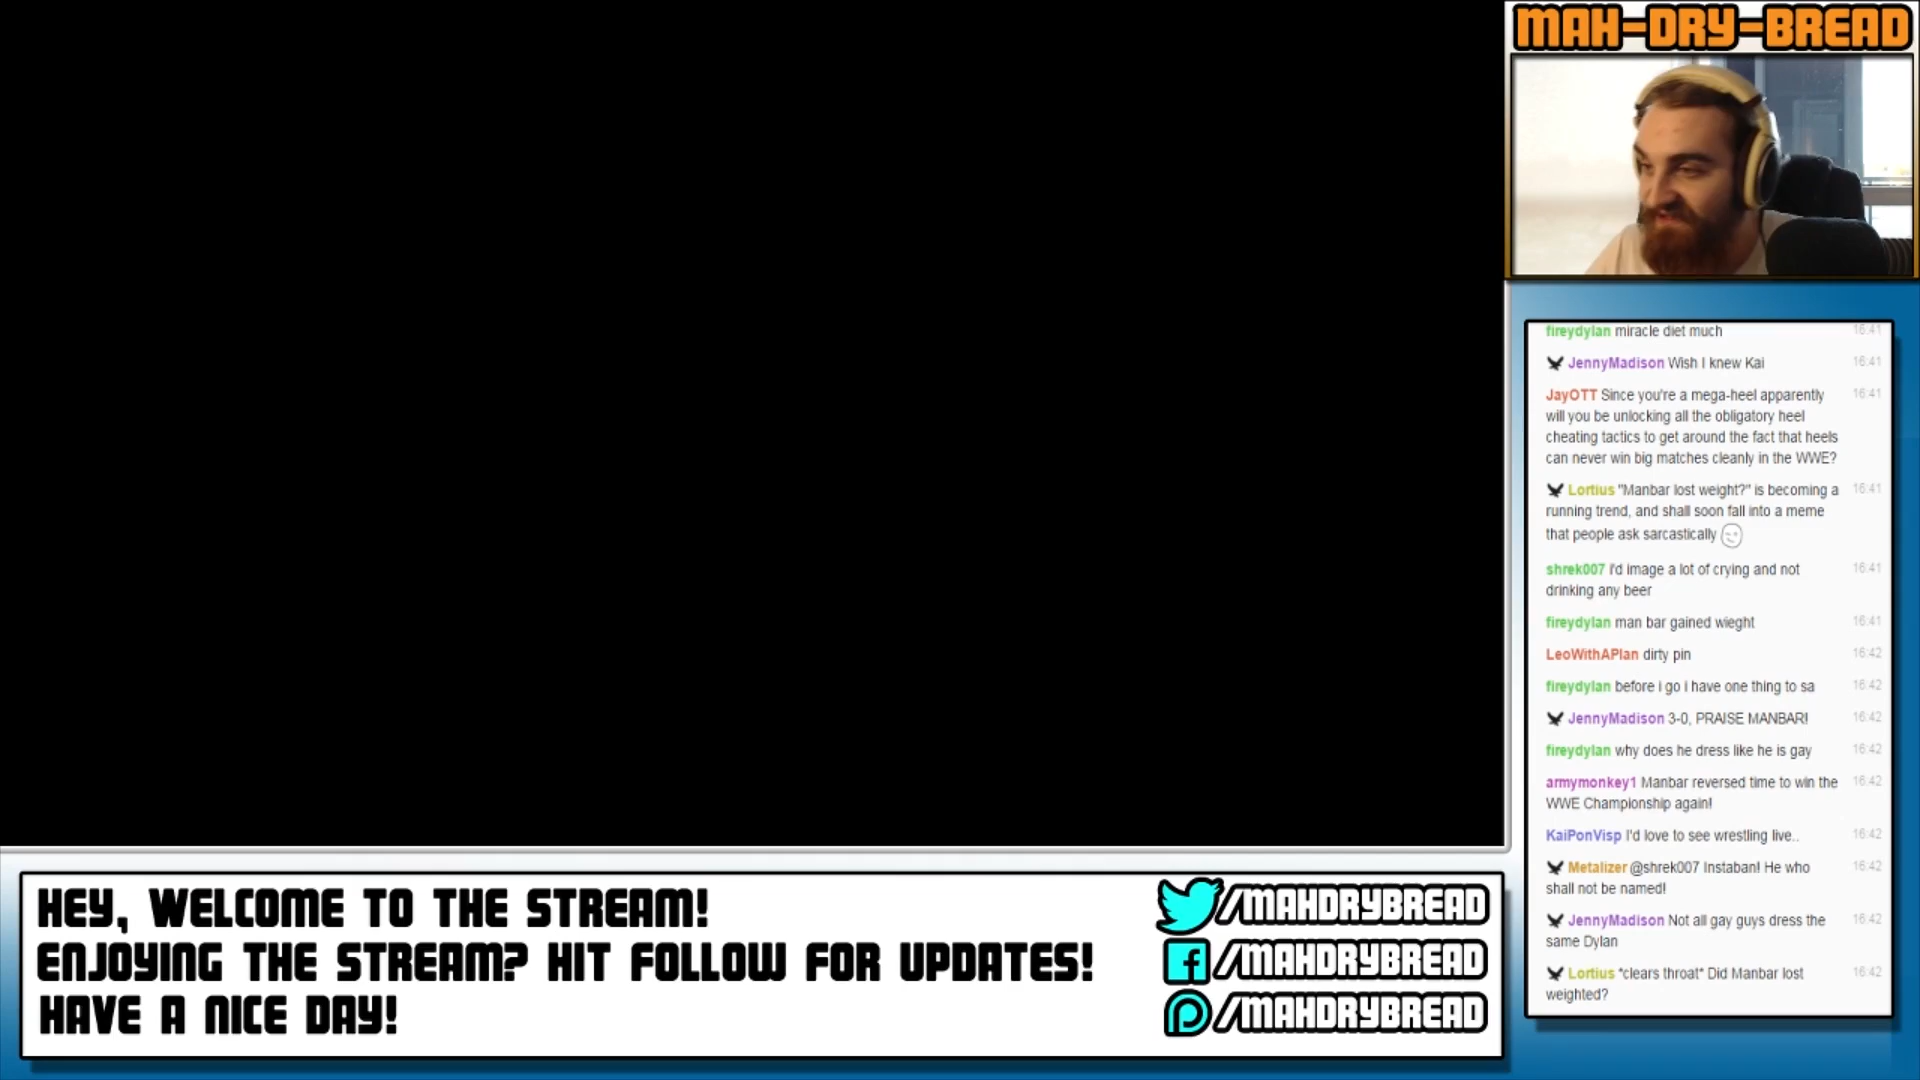 MAH-DRY-BREAD
fireydylan miracle diet much 16:41
JennyMadison Wish I knew Kai 16:41
JayOTT Since you're a mega-heel apparently 16:41
will you be unlocking all the obligatory heel
cheating tactics to get around the fact that heels
can never win big matches cleanly in the WWE?
Lortius "Manbar lost weight?" is becoming a 16:41
running trend, and shall soon fall into a meme
that people ask sarcastically
shrek007 I'd image a lot of crying and not 16:41
drinking any beer
fireydylan man bar gained wieght 16:41
LeoWithAPlan dirty pin 16:42
fireydylan before i go i have one thing to sa 16:42
JennyMadison 3-0, PRAISE MANBAR! 16:42
fireydylan why does he dress like he is gay 16:42
armymonkey1 Manbar reversed time to win the 16:42
WWE Championship again!
KaiPonVisp I'd love to see wrestling live.. 16:42
Metalizer @shrek007 Instaban! He who 16:42
shall not be named!
JennyMadison Not all gay guys dress the 16:42
same Dylan
Lortius *clears throat* Did Manbar lost 16:42
weighted?
HEY, WELCOME TO THE STREAM!
ENJOYING THE STREAM? HIT FOLLOW FOR UPDATES!
HAVE A NICE DAY!
/MAHDRYBREAD
/MAHDRYBREAD
/MAHDRYBREAD